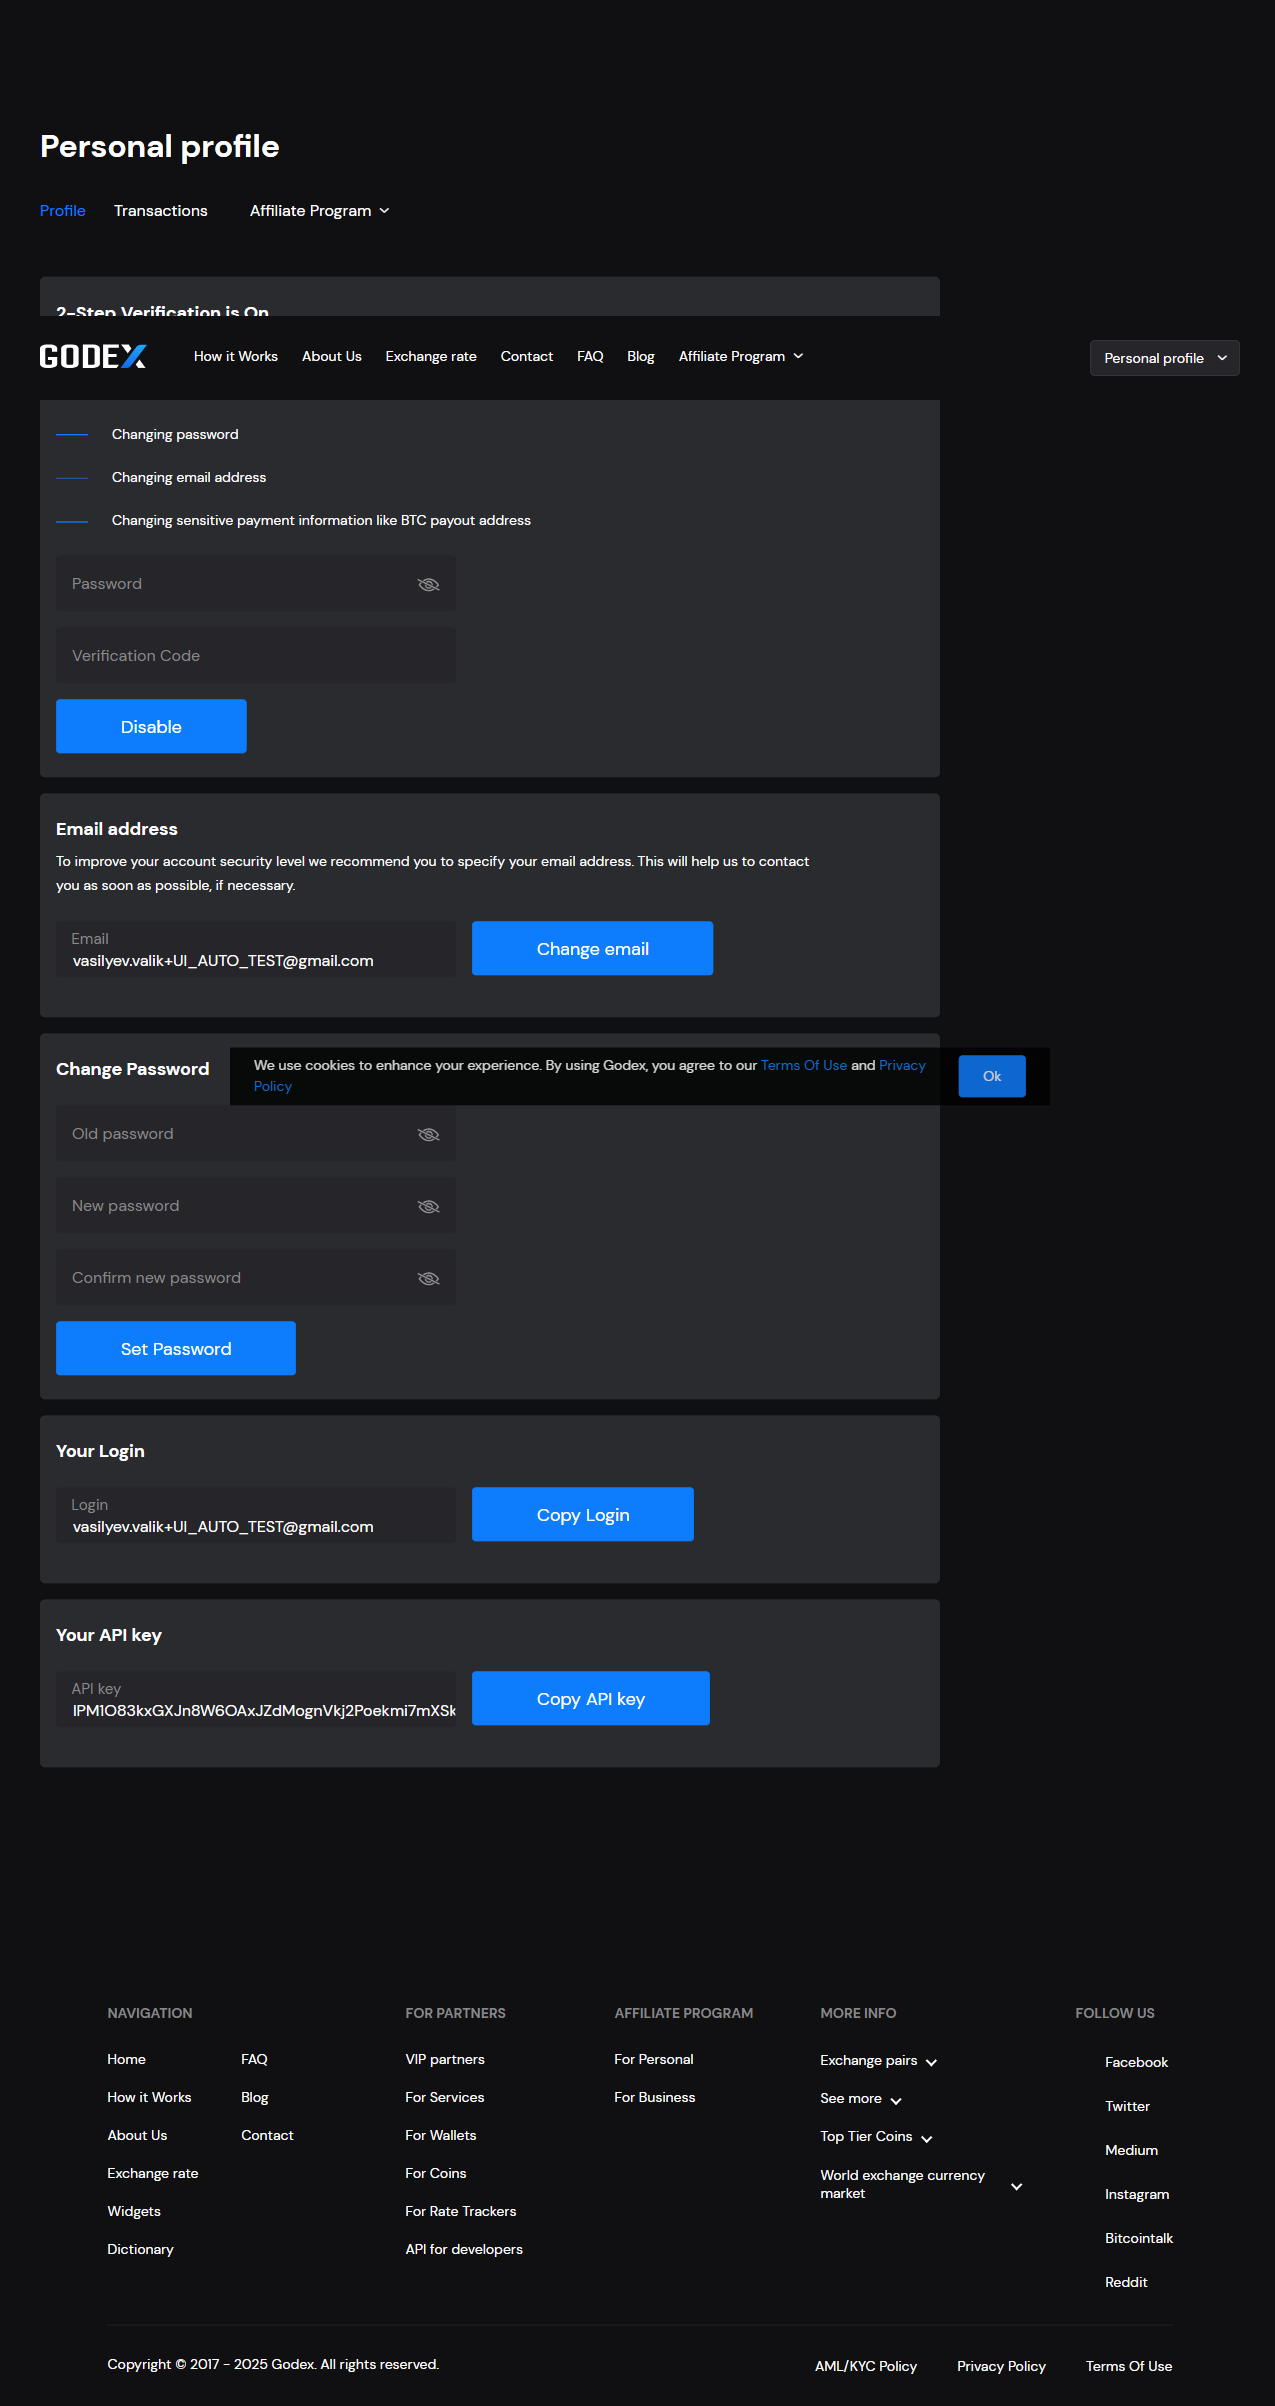 Personal profile
Profile
Transactions
Affiliate Program
2-Step Verification is On
GODEX
How it Works
About Us
Exchange rate
Contact
FAQ
Blog
Affiliate Program
Personal profile
Changing password
Changing email address
Changing sensitive payment information like BTC payout address
Password
Verification Code
Disable
Email address
To improve your account security level we recommend you to specify your email address. This will help us to contact
you as soon as possible, if necessary.
Email
vasilyev.valik+UI_AUTO_TEST@gmail.com
Change email
Change Password
We use cookies to enhance your experience. By using Godex, you agree to our Terms Of Use and Privacy
Policy
Ok
Old password
New password
Confirm new password
Set Password
Your Login
Login
vasilyev.valik+UI_AUTO_TEST@gmail.com
Copy Login
Your API key
API key
IPM1O83kxGXJn8W6OAxJZdMognVkj2Poekmi7mXSk
Copy API key
NAVIGATION
Home
How it Works
About Us
Exchange rate
Widgets
Dictionary
FAQ
Blog
Contact
FOR PARTNERS
VIP partners
For Services
For Wallets
For Coins
For Rate Trackers
API for developers
AFFILIATE PROGRAM
For Personal
For Business
MORE INFO
Exchange pairs
See more
Top Tier Coins
World exchange currency
market
FOLLOW US
Facebook
Twitter
Medium
Instagram
Bitcointalk
Reddit
Copyright © 2017 - 2025 Godex. All rights reserved.
AML/KYC Policy
Privacy Policy
Terms Of Use